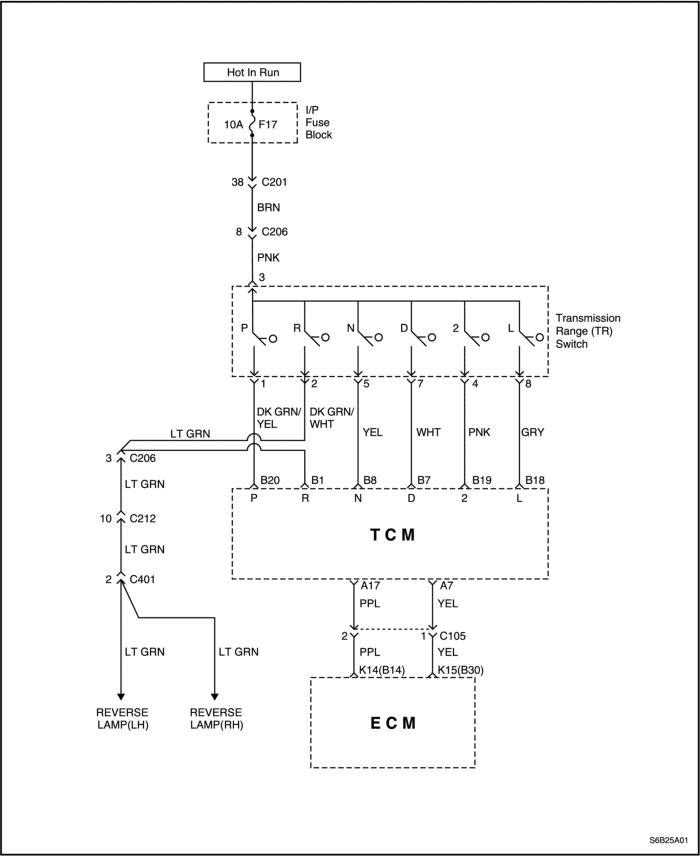 Hot In Run
10A F17
I/P
Fuse
Block
38 C201
BRN
8 C206
PNK
3
P R N D 2 L
Transmission
Range (TR)
Switch
1 2 5 7 4 8
DK GRN/
YEL
DK GRN/
WHT
YEL WHT PNK GRY
LT GRN
3 C206
LT GRN
B20 B1 B8 B7 B19 B18
P R N D 2 L
TCM
10 C212
LT GRN
2 C401
A17 A7
PPL YEL
2 1 C105
PPL YEL
K14(B14) K15(B30)
LT GRN LT GRN
REVERSE
LAMP(LH)
REVERSE
LAMP(RH)
ECM
S6B25A01